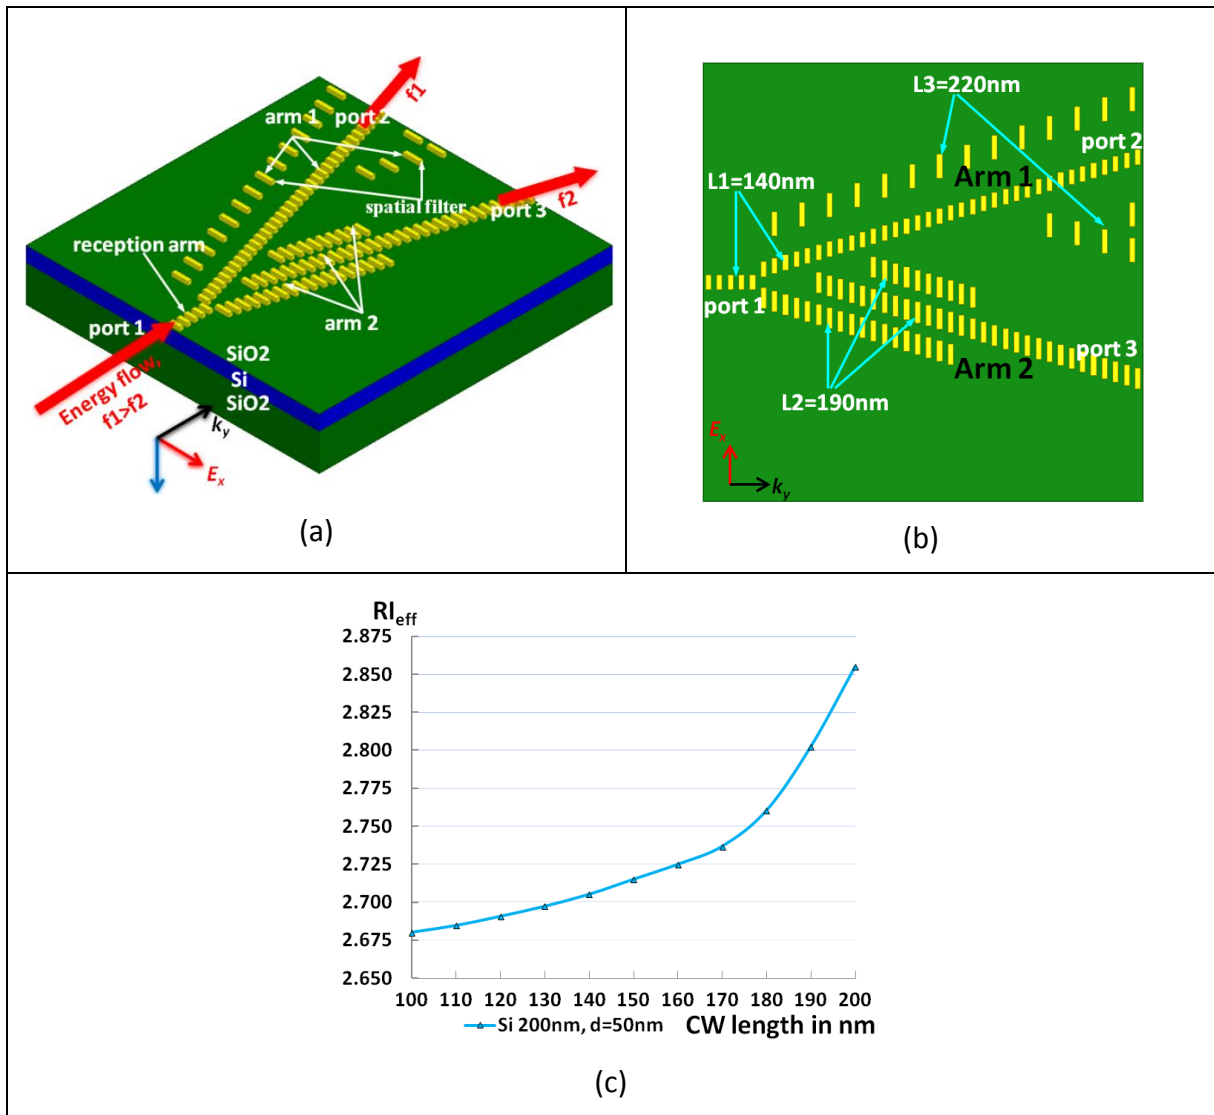 arm 1
port 2
f1
spatial filter
port 3
f2
reception arm
arm 2
port 1
SiO2
Si
SiO2
Energy flow,
f1>f2
ky
Ex
(a)
L3=220nm
port 2
Arm 1
L1=140nm
port 1
port 3
Arm 2
L2=190nm
Ex
ky
(b)
RIeff
2.875
2.850
2.825
2.800
2.775
2.750
2.725
2.700
2.675
2.650
100 110 120 130 140 150 160 170 180 190 200
Si 200nm, d=50nm CW length in nm
(c)